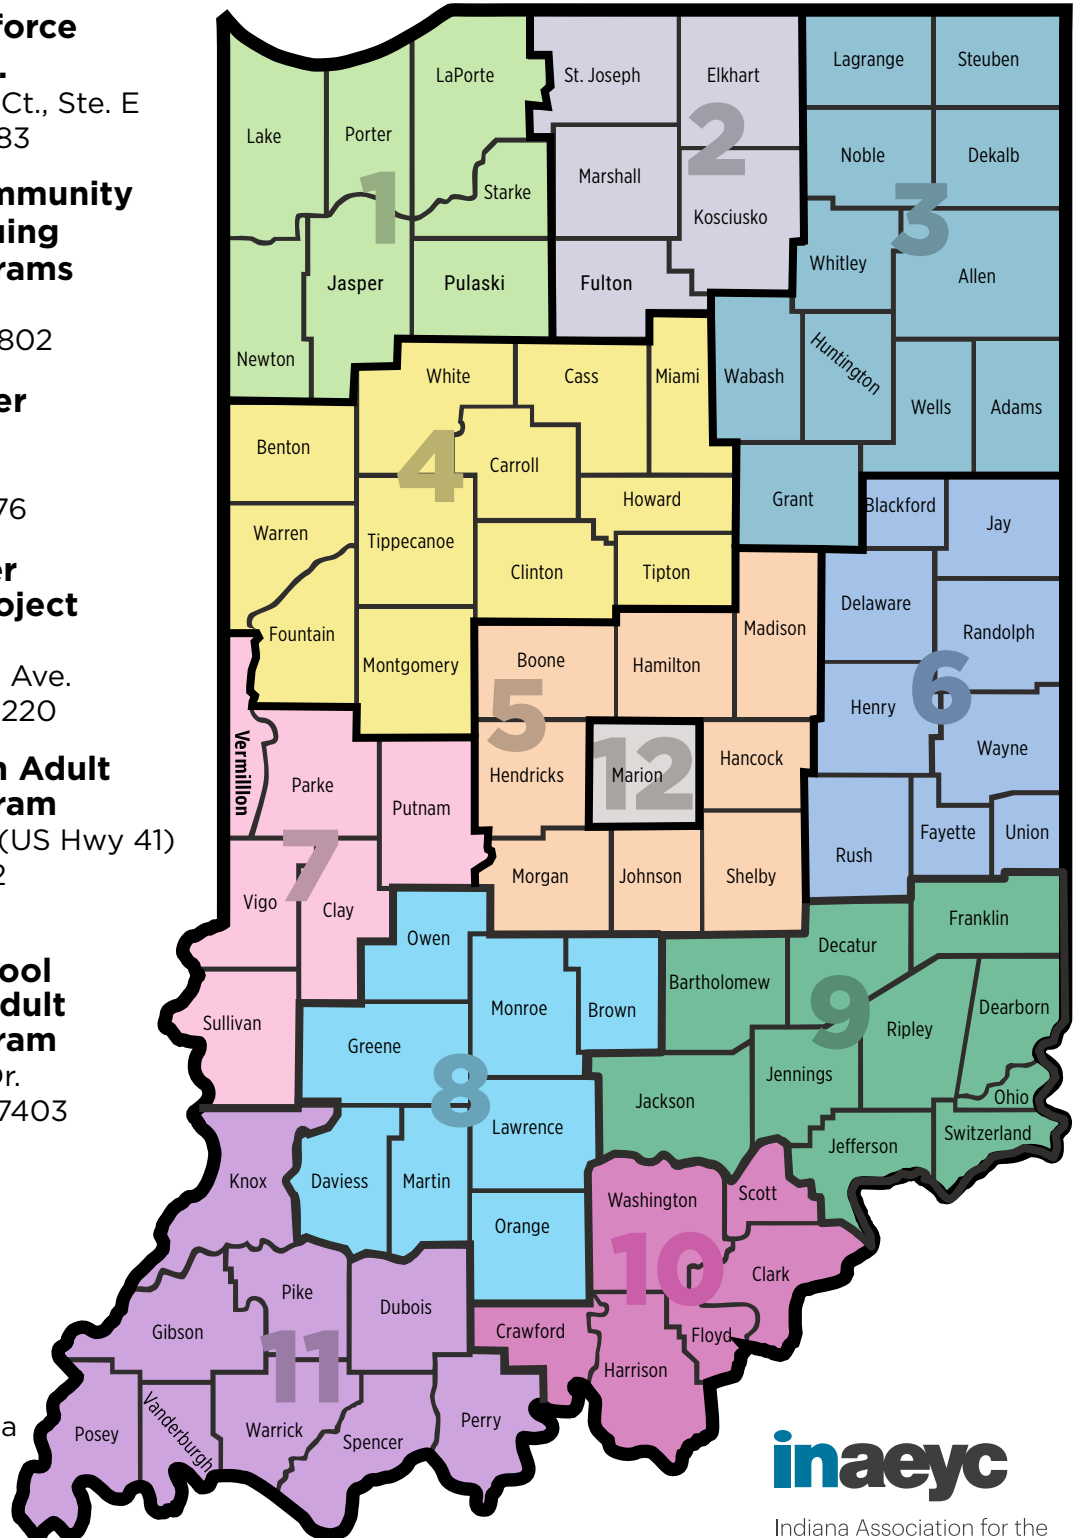 force
.
Ct., Ste. E
83
mmunity
uing
rams
802
er
76
er
oject
Ave.
220
n Adult
ram
(US Hwy 41)
2
ool
dult
ram
Dr.
7403
a
Lake
Porter
LaPorte
Starke
1
Jasper
Pulaski
Newton
St. Joseph
Elkhart
2
Marshall
Kosciusko
Fulton
Lagrange
Steuben
Noble
Dekalb
3
Whitley
Allen
Wabash
Huntington
Wells
Adams
Grant
White
Cass
Miami
Benton
4
Carroll
Howard
Warren
Tippecanoe
Clinton
Tipton
Fountain
Montgomery
Boone
Hamilton
Madison
5
Hendricks
12
Marion
Hancock
Morgan
Johnson
Shelby
Blackford
Jay
Delaware
Randolph
6
Henry
Wayne
Rush
Fayette
Union
Vermillion
Parke
Putnam
7
Vigo
Clay
Sullivan
Owen
Monroe
Brown
Greene
8
Lawrence
Daviess
Martin
Orange
Franklin
Decatur
Bartholomew
9
Dearborn
Ripley
Jennings
Jackson
Ohio
Switzerland
Jefferson
Washington
Scott
10
Clark
Crawford
Floyd
Harrison
Knox
Pike
Dubois
Gibson
11
Posey
Vanderburgh
Warrick
Spencer
Perry
inaeyc
Indiana Association for the